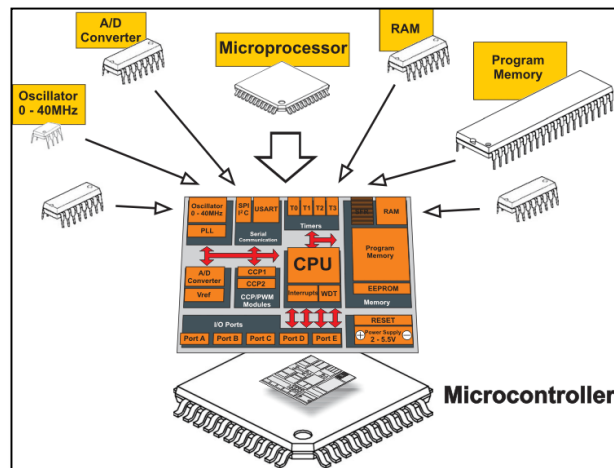 A/D
Converter
Microprocessor
RAM
Program
Memory
Oscillator
0 - 40MHz
Oscillator
0 - 40MHz
PLL
SPI
I²C
USART
Serial
Communication
T0 T1 T2 T3
Timers
RAM
Program
Memory
EEPROM
Memory
A/D
Converter
Vref
CCP1
CCP2
CCP/PWM
Modules
CPU
Interrupts
WDT
I/O Ports
Port A
Port B
Port C
Port D
Port E
RESET
Power Supply
2 - 5.5V
Microcontroller